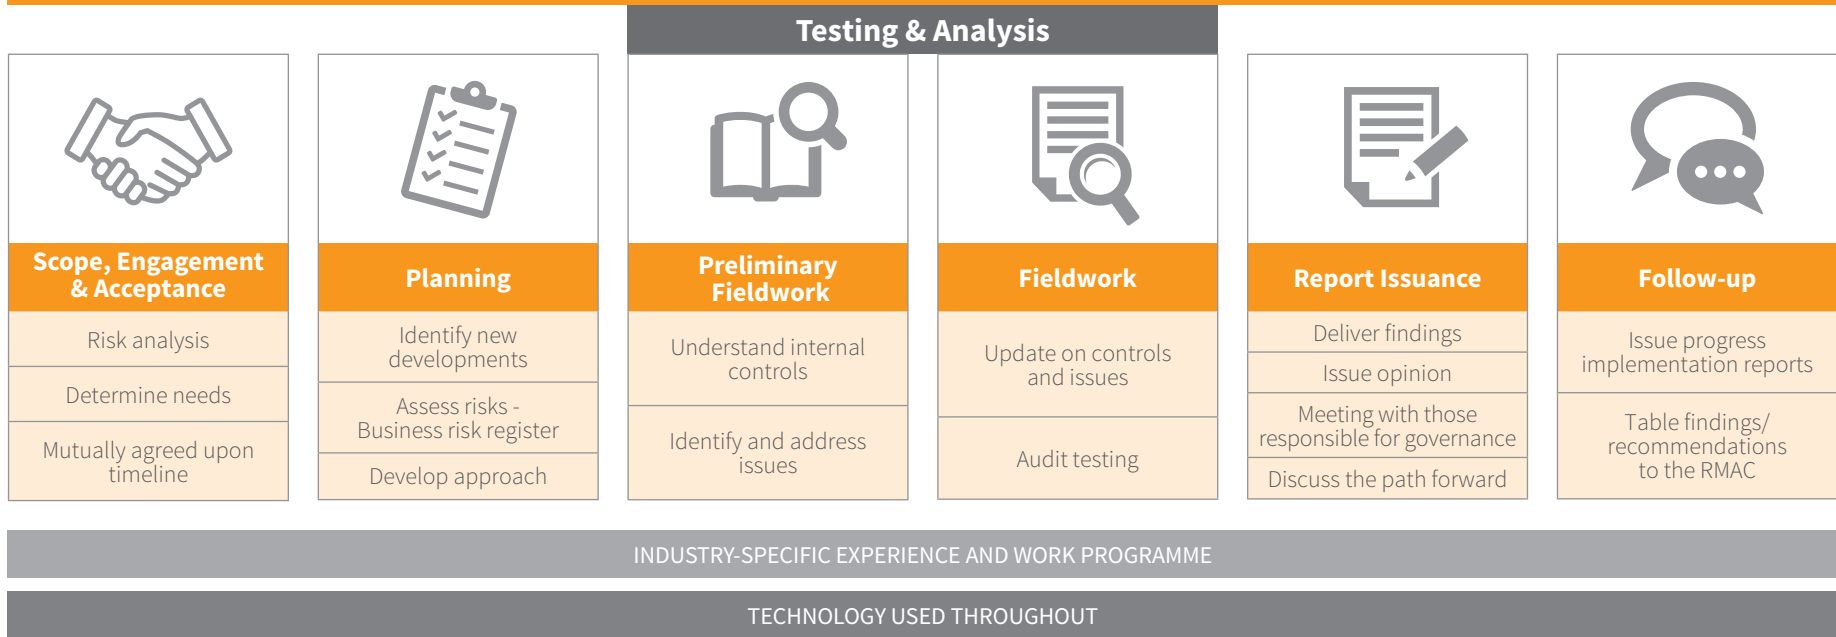 Testing & Analysis
Scope, Engagement
& Acceptance
Risk analysis
Determine needs
Mutually agreed upon
timeline
Planning
Identify new
developments
Assess risks -
Business risk register
Develop approach
Preliminary
Fieldwork
Understand internal
controls
Identify and address
issues
Fieldwork
Update on controls
and issues
Audit testing
Report Issuance
Deliver findings
Issue opinion
Meeting with those
responsible for governance
Discuss the path forward
Follow-up
Issue progress
implementation reports
Table findings/
recommendations
to the RMAC
INDUSTRY-SPECIFIC EXPERIENCE AND WORK PROGRAMME
TECHNOLOGY USED THROUGHOUT